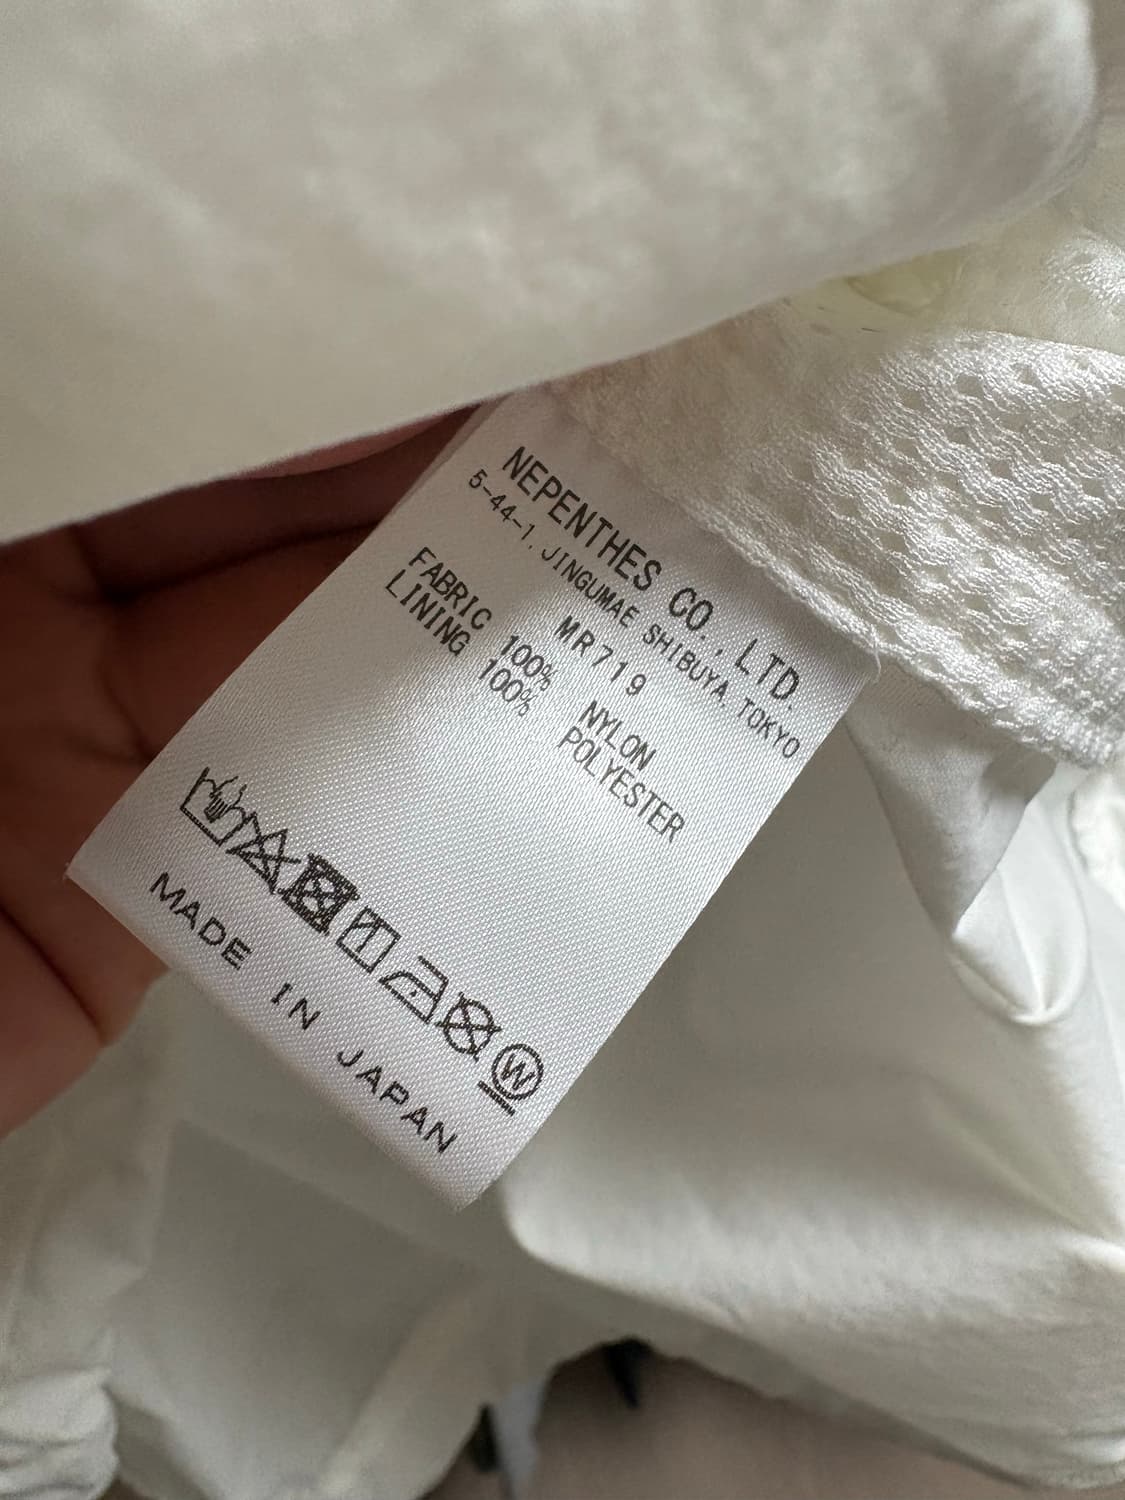 NEPENTHES CO., LTD.
5-44-1, JINGUMAE SHIBUYA, TOKYO
MR719
FABRIC 100% NYLON
LINING 100% POLYESTER
W
MADE IN JAPAN